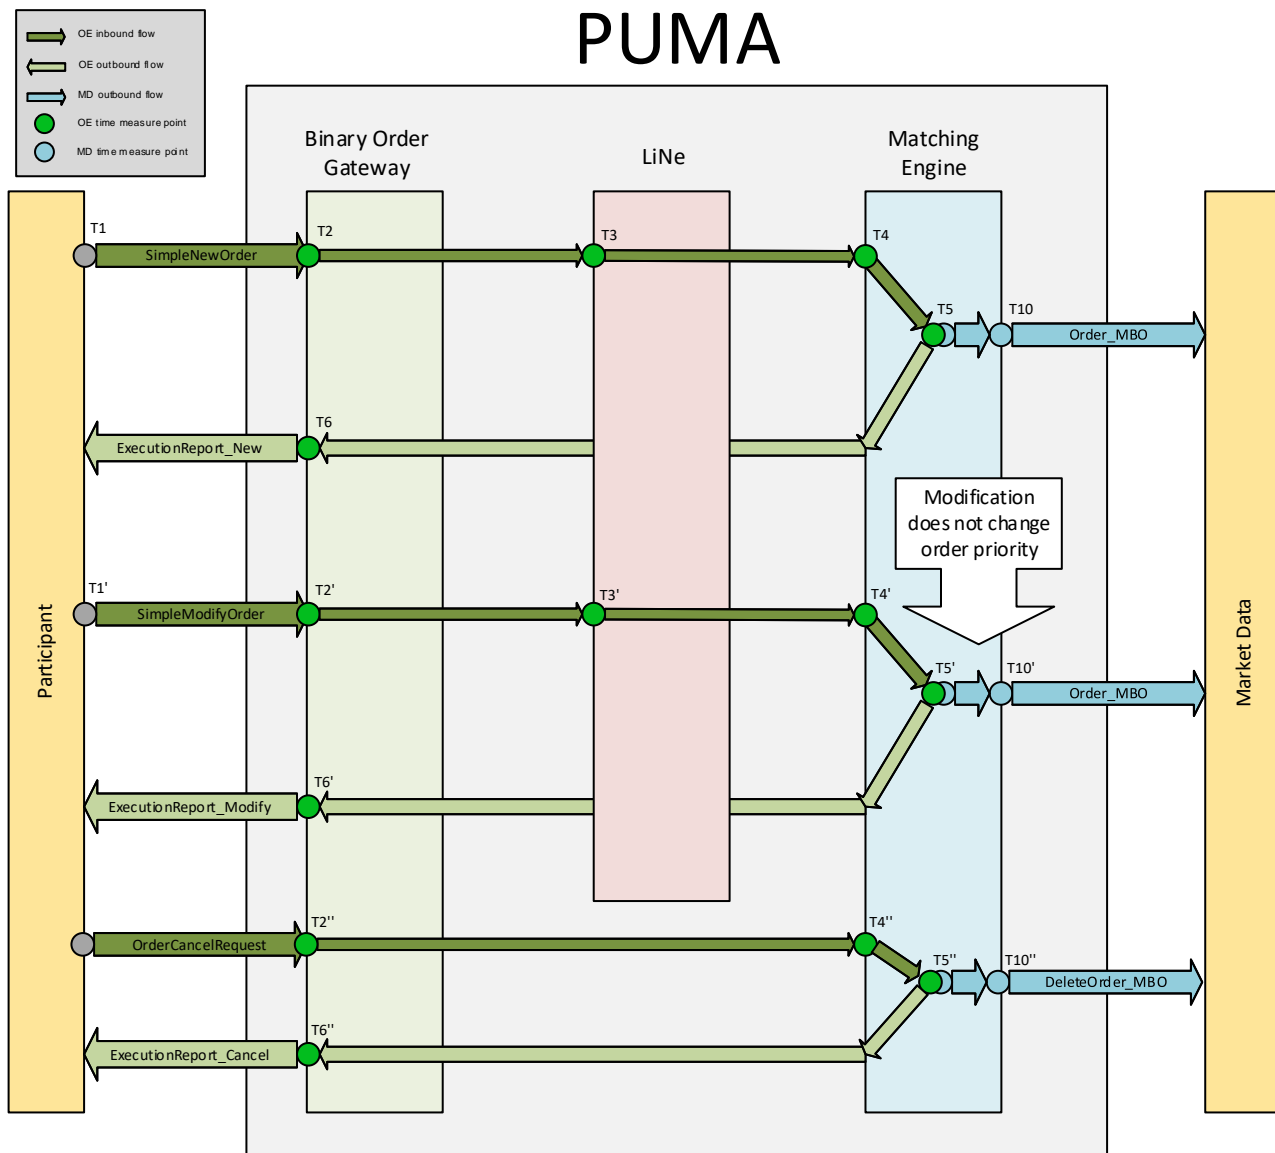 PUMA
OE inbound flow
OE outbound flow
MD outbound flow
OE time measure point
MD time measure point
Binary Order
Gateway
LiNe
Matching
Engine
T1
SimpleNewOrder
T2
T3
T4
T5
T10
Order_MBO
T6
ExecutionReport_New
Modification
does not change
order priority
T1'
SimpleModifyOrder
T2'
T3'
T4'
T5'
T10'
Order_MBO
Participant
Market Data
T6'
ExecutionReport_Modify
T2''
OrderCancelRequest
T4''
T5''
T10''
DeleteOrder_MBO
T6''
ExecutionReport_Cancel